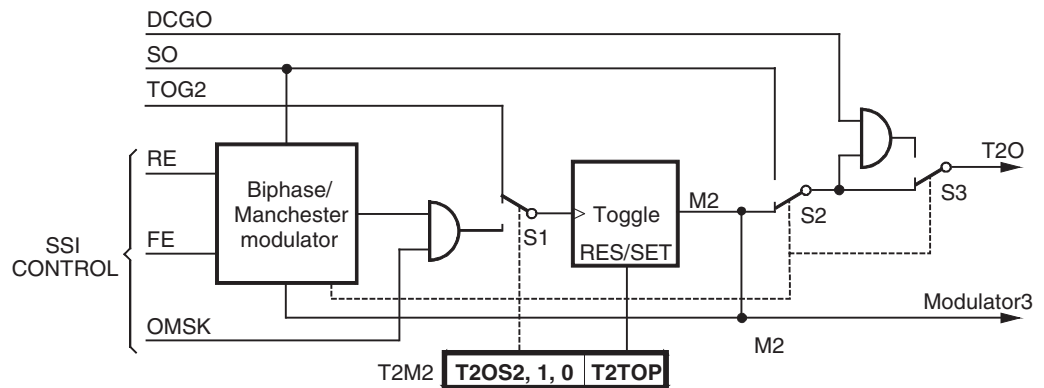 DCGO
SO
TOG2
RE
FE
SSI
CONTROL
OMSK
Biphase/
Manchester
modulator
S1
Toggle
RES/SET
M2
S2
S3
T2O
Modulator3
M2
T2M2
T2OS2, 1, 0
T2TOP